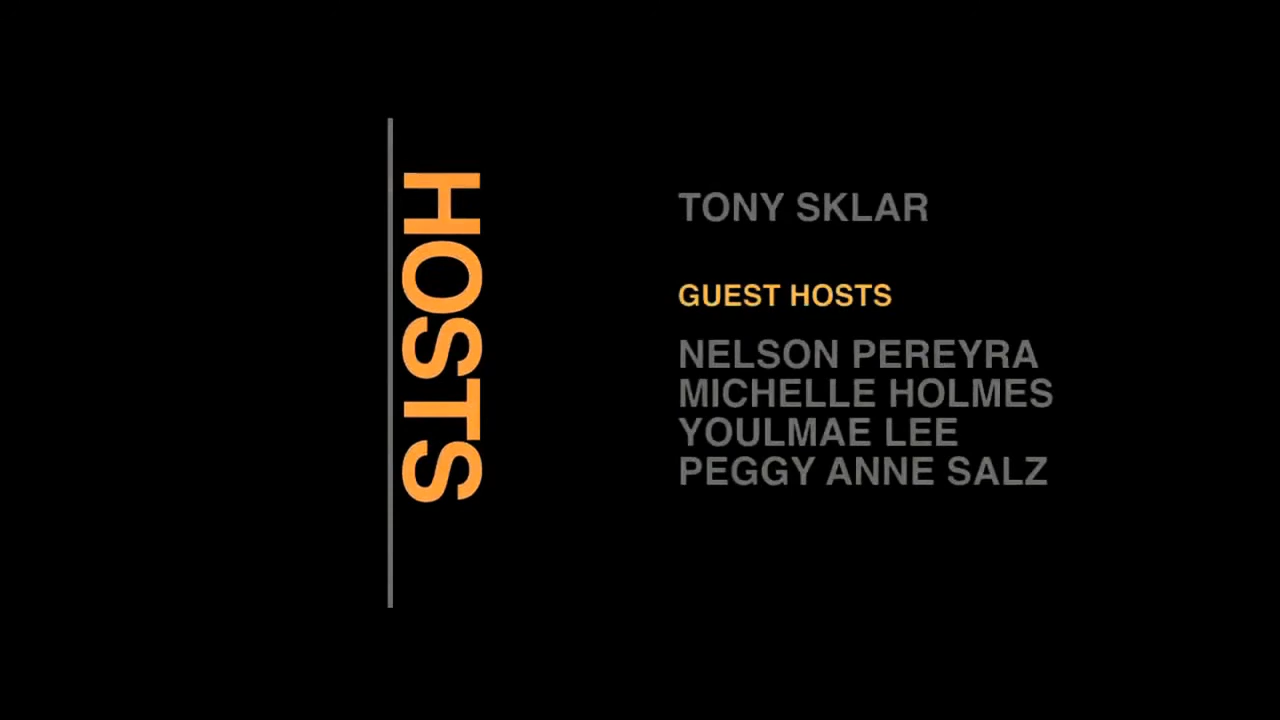 HOSTS
TONY SKLAR
GUEST HOSTS
NELSON PEREYRA
MICHELLE HOLMES
YOULMAE LEE
PEGGY ANNE SALZ